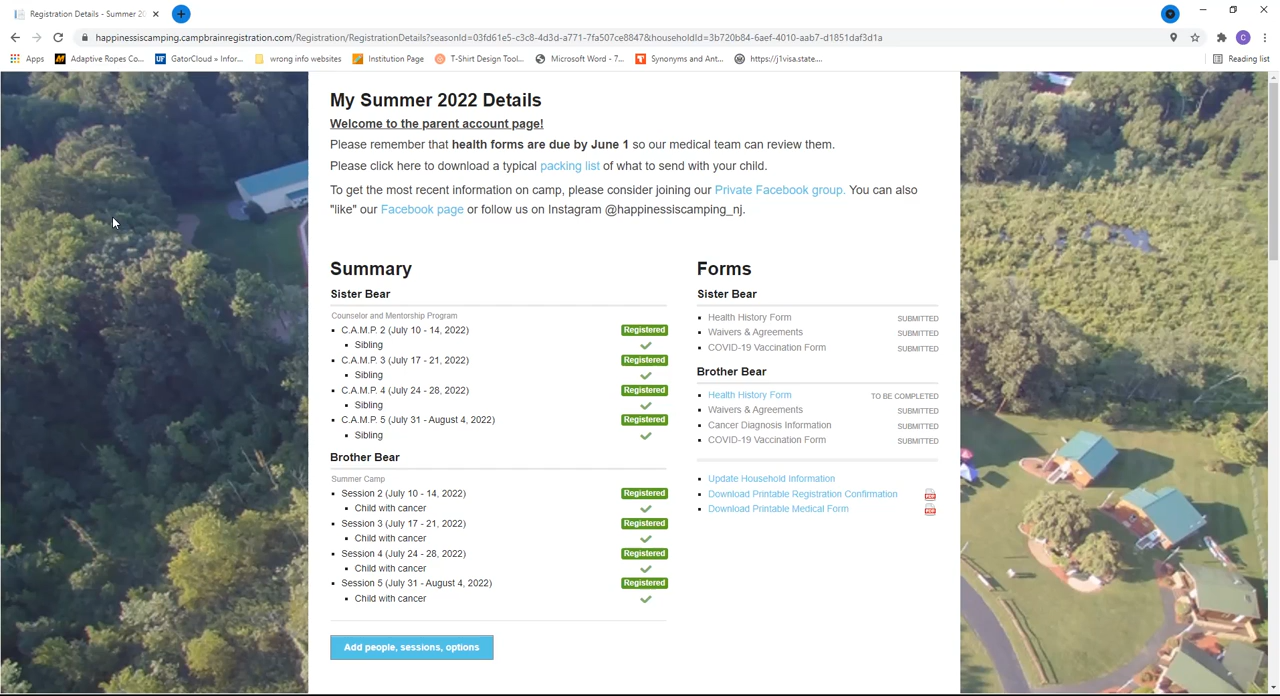 Registration Details - Summer 20
happinessiscamping.campbrainregistration.com/Registration/RegistrationDetails?seasonId=03fd61e5-c3c8-4d3d-a771-7fa507ce8847&householdId=3b720b84-6aef-4010-aab7-d1851daf3d1a
C
Apps
Adaptive Ropes Co...
UF GatorCloud » Infor...
wrong info websites
Institution Page
T-Shirt Design Tool...
Microsoft Word - 7...
Synonyms and Ant...
https://j1visa.state....
Reading list
My Summer 2022 Details
Welcome to the parent account page!
Please remember that health forms are due by June 1 so our medical team can review them.
Please click here to download a typical packing list of what to send with your child.
To get the most recent information on camp, please consider joining our Private Facebook group. You can also
"like" our Facebook page or follow us on Instagram @happinessiscamping_nj.
Summary
Sister Bear
Counselor and Mentorship Program
C.A.M.P. 2 (July 10 - 14, 2022) Registered
Sibling
C.A.M.P. 3 (July 17 - 21, 2022) Registered
Sibling
C.A.M.P. 4 (July 24 - 28, 2022) Registered
Sibling
C.A.M.P. 5 (July 31 - August 4, 2022) Registered
Sibling
Brother Bear
Summer Camp
Session 2 (July 10 - 14, 2022) Registered
Child with cancer
Session 3 (July 17 - 21, 2022) Registered
Child with cancer
Session 4 (July 24 - 28, 2022) Registered
Child with cancer
Session 5 (July 31 - August 4, 2022) Registered
Child with cancer
Add people, sessions, options
Forms
Sister Bear
Health History Form SUBMITTED
Waivers & Agreements SUBMITTED
COVID-19 Vaccination Form SUBMITTED
Brother Bear
Health History Form TO BE COMPLETED
Waivers & Agreements SUBMITTED
Cancer Diagnosis Information SUBMITTED
COVID-19 Vaccination Form SUBMITTED
Update Household Information
Download Printable Registration Confirmation PDF
Download Printable Medical Form PDF